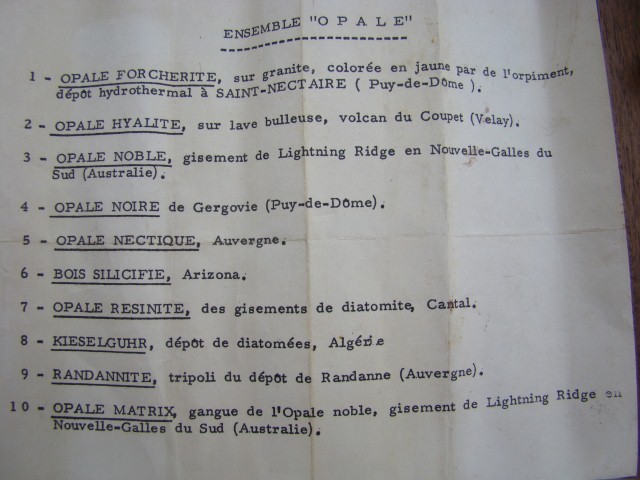 ENSEMBLE "O P A L E"
1 - OPALE FORCHERITE, sur granite, colorée en jaune par de l'orpiment,
dépôt hydrothermal à SAINT-NECTAIRE ( Puy-de-Dôme ).
2 - OPALE HYALITE, sur lave bulleuse, volcan du Coupet (Velay).
3 - OPALE NOBLE, gisement de Lightning Ridge en Nouvelle-Galles du
Sud (Australie).
4 - OPALE NOIRE de Gergovie (Puy-de-Dôme).
5 - OPALE NECTIQUE, Auvergne.
6 - BOIS SILICIFIE, Arizona.
7 - OPALE RESINITE, des gisements de diatomite, Cantal.
8 - KIESELGUHR, dépôt de diatomées, Algérie
9 - RANDANNITE, tripoli du dépôt de Randanne (Auvergne).
10 - OPALE MATRIX, gangue de l'Opale noble, gisement de Lightning Ridge en
Nouvelle-Galles du Sud (Australie).